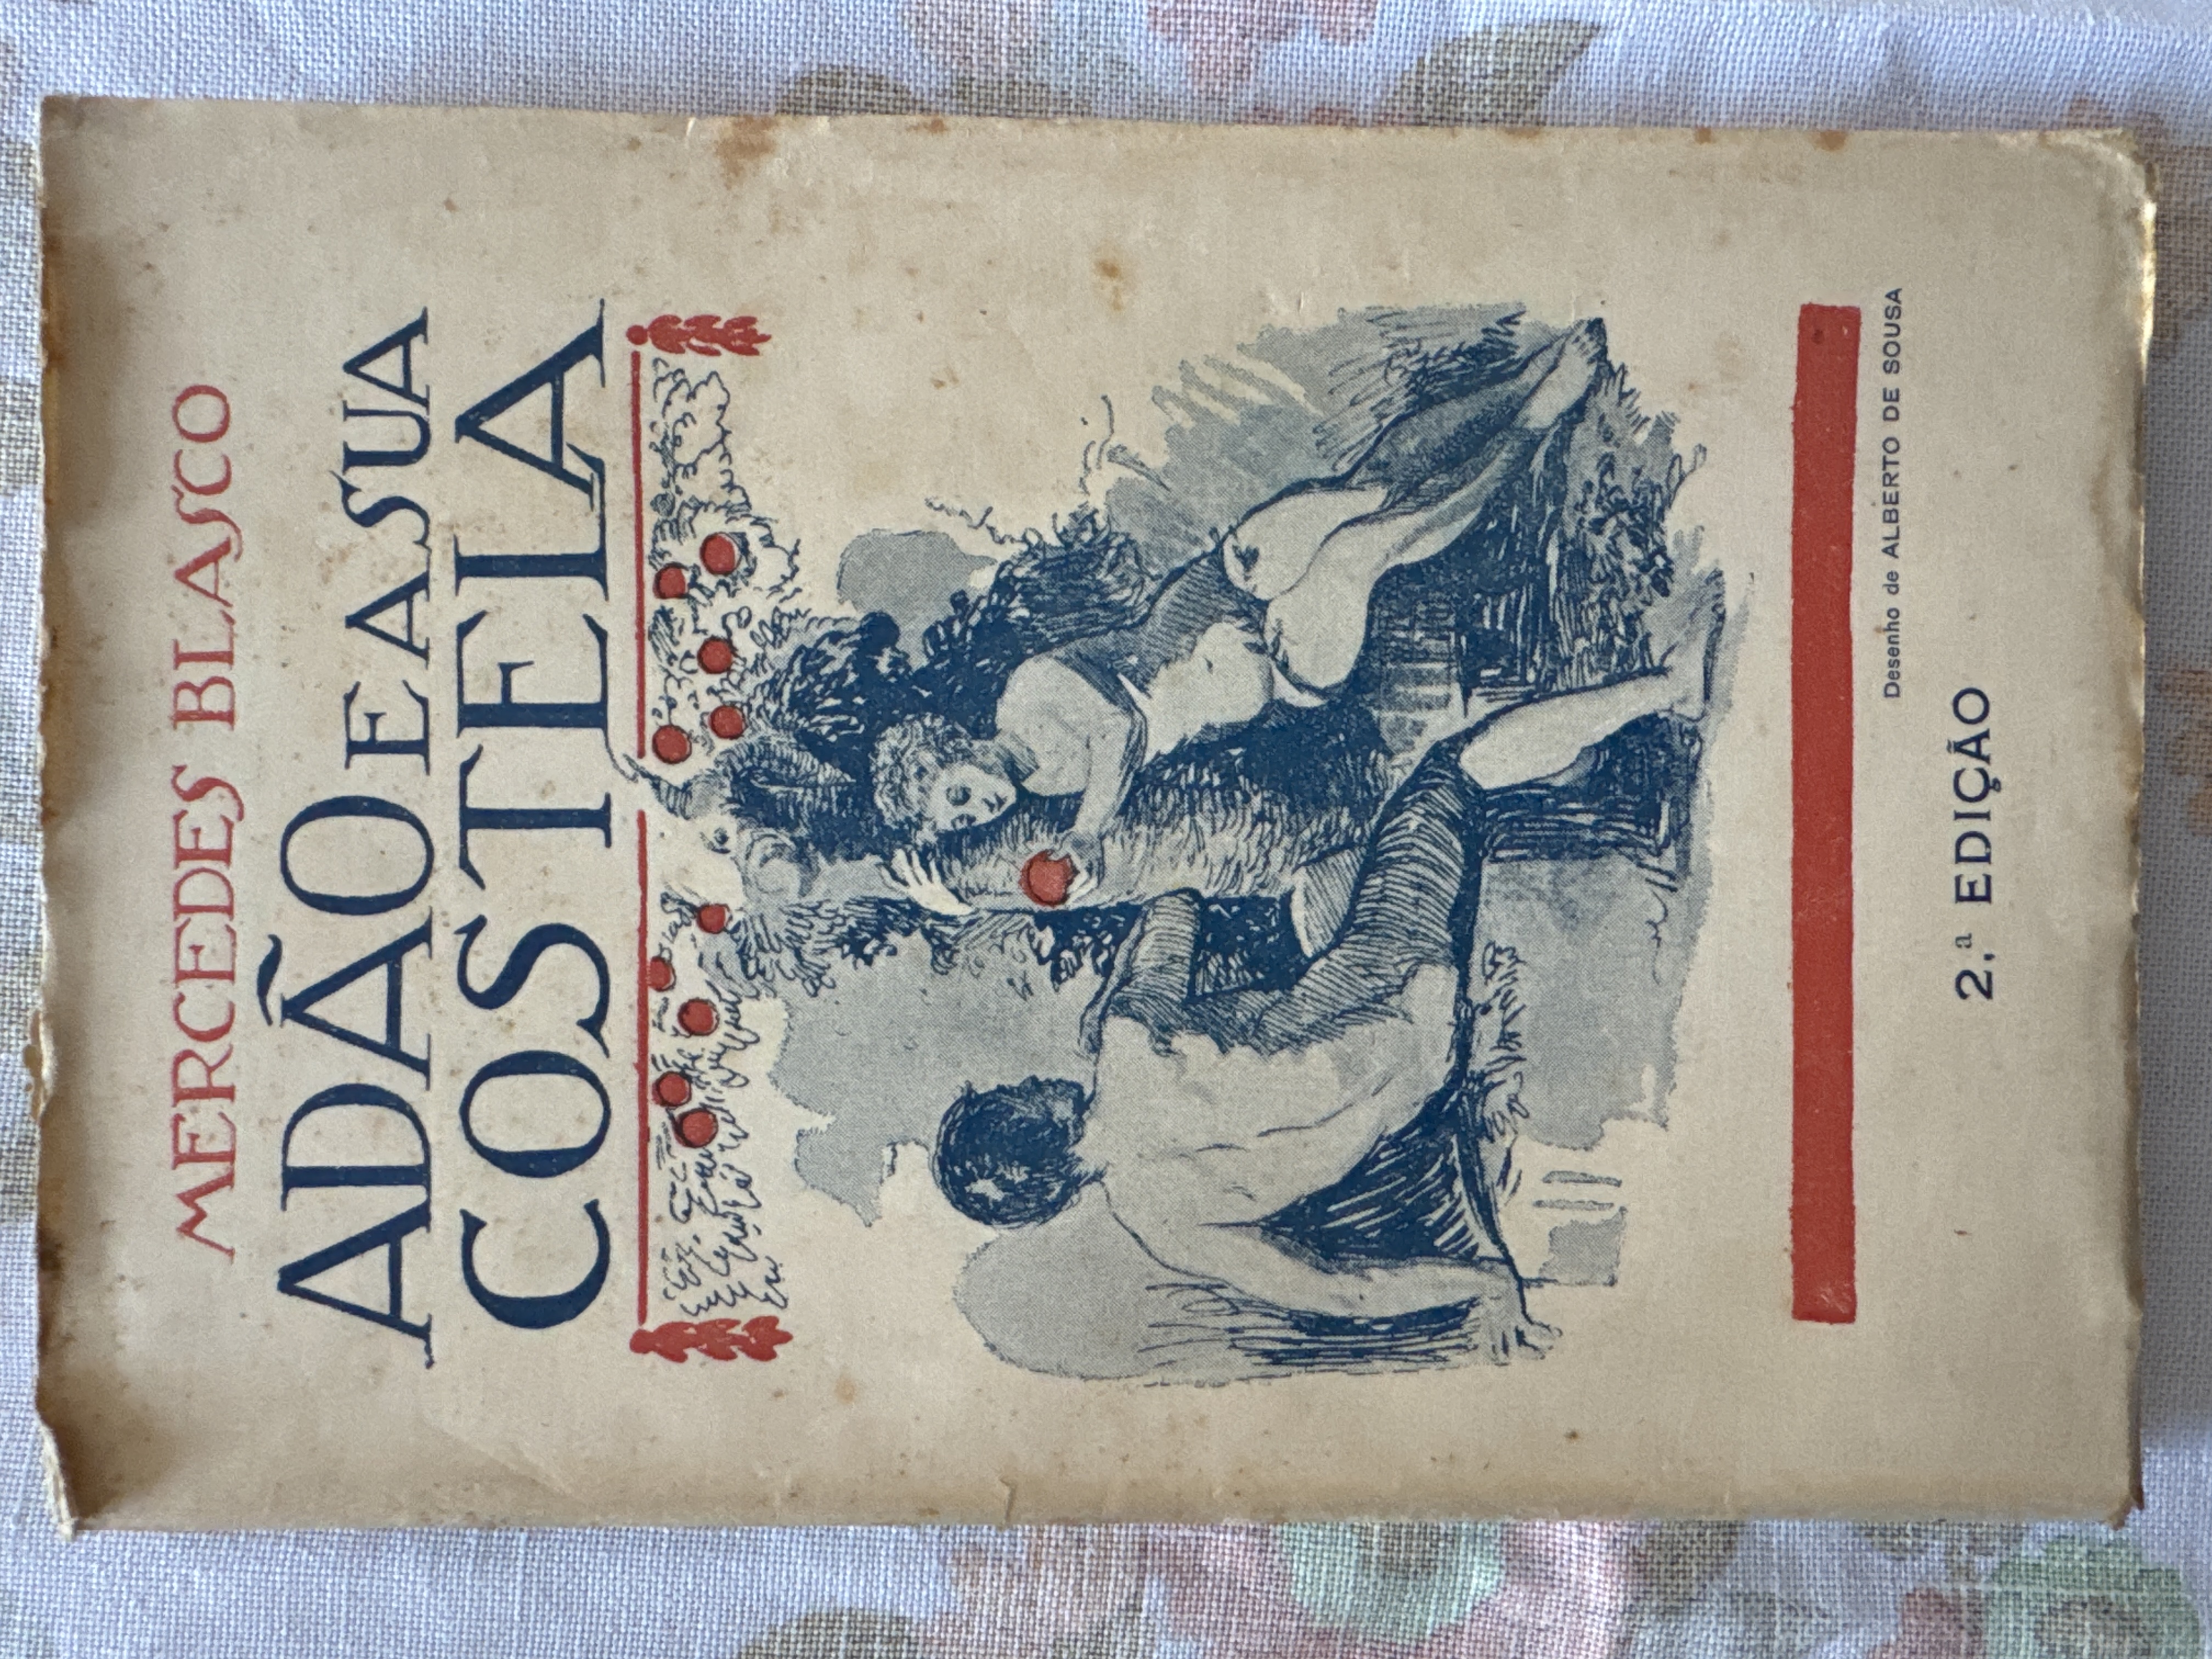 MERCEDES BLASCO
ADÃO E A SUA
COSTELA
Desenho de ALBERTO DE SOUSA
2.ª EDIÇÃO